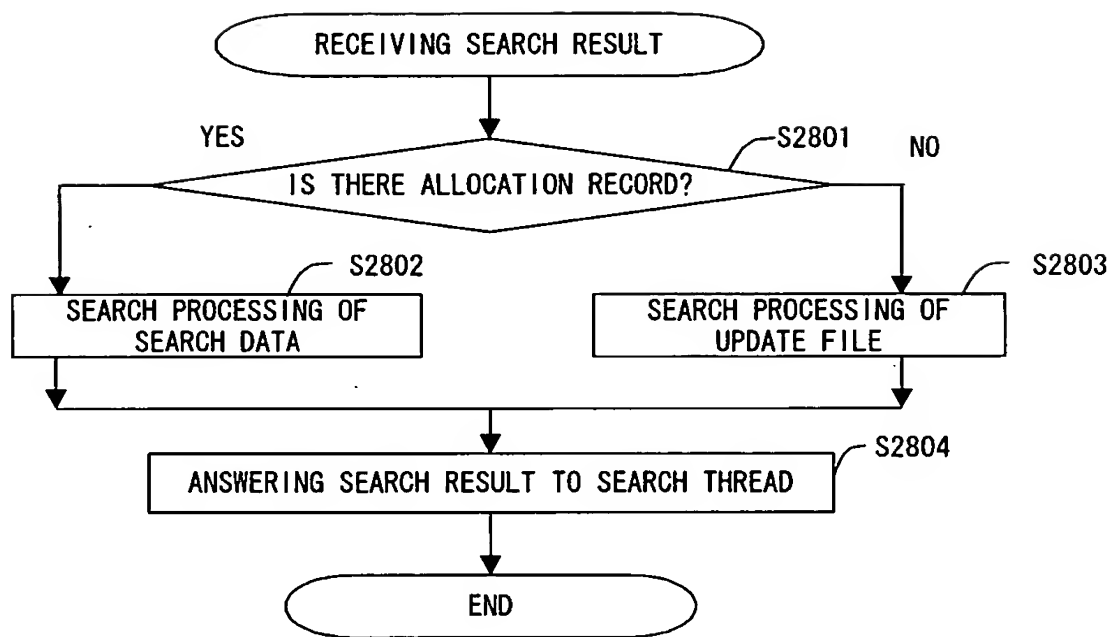 RECEIVING SEARCH RESULT
YES
S2801
NO
IS THERE ALLOCATION RECORD?
S2802
S2803
SEARCH PROCESSING OF
SEARCH DATA
SEARCH PROCESSING OF
UPDATE FILE
S2804
ANSWERING SEARCH RESULT TO SEARCH THREAD
END